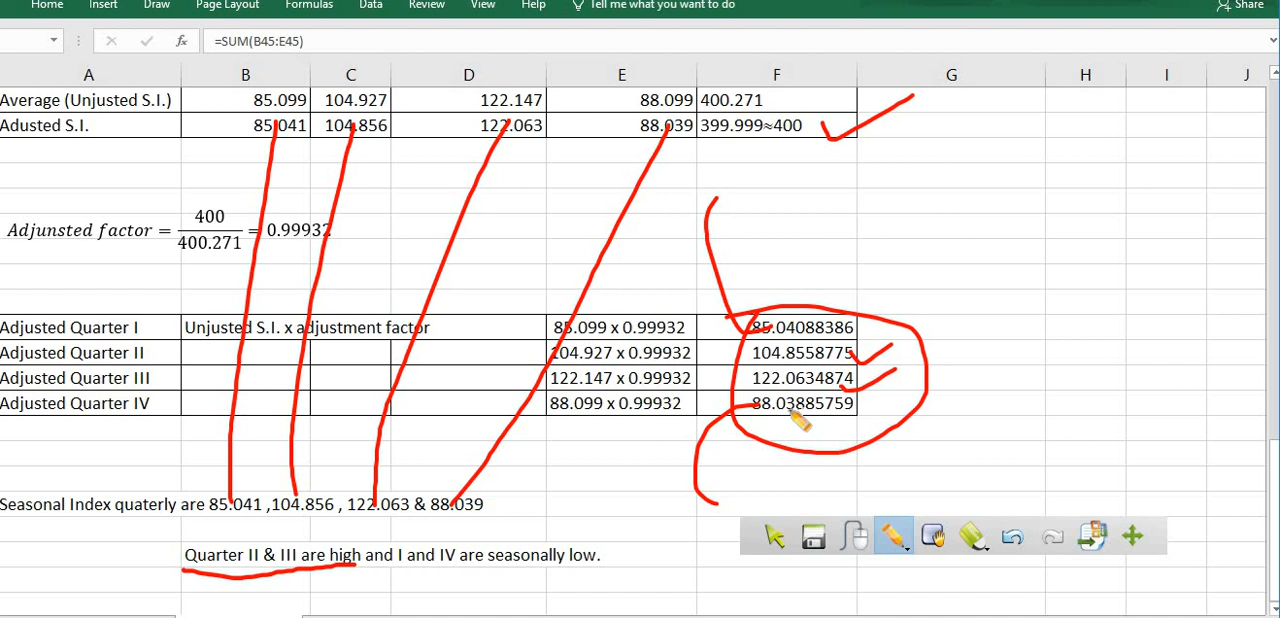 Home Insert Draw Page Layout Formulas Data Review View Help Tell me what you want to do Share
fx =SUM(B45:E45)
A B C D E F G H I J
Average (Unjusted S.I.) 85.099 104.927 122.147 88.099 400.271
Adusted S.I. 85.041 104.856 122.063 88.039 399.999≈400
Adjunsted factor = 400 / 400.271 = 0.99932
Adjusted Quarter I Unjusted S.I. x adjustment factor 85.099 x 0.99932 85.04088386
Adjusted Quarter II 104.927 x 0.99932 104.8558775
Adjusted Quarter III 122.147 x 0.99932 122.0634874
Adjusted Quarter IV 88.099 x 0.99932 88.03885759
Seasonal Index quaterly are 85.041 ,104.856 , 122.063 & 88.039
Quarter II & III are high and I and IV are seasonally low.